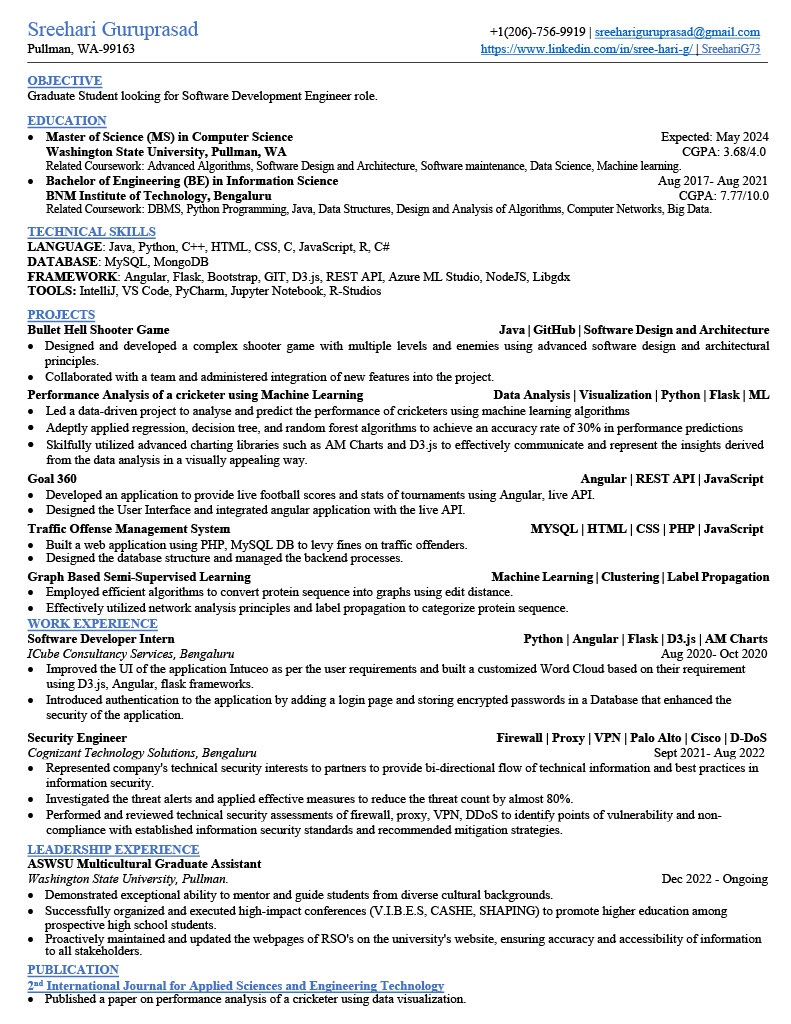 Sreehari Guruprasad
+1(206)-756-9919 | sreehariguruprasad@gmail.com
Pullman, WA-99163
https://www.linkedin.com/in/sree-hari-g/ | SreehariG73
OBJECTIVE
Graduate Student looking for Software Development Engineer role.
EDUCATION
• Master of Science (MS) in Computer Science Expected: May 2024
Washington State University, Pullman, WA CGPA: 3.68/4.0
Related Coursework: Advanced Algorithms, Software Design and Architecture, Software maintenance, Data Science, Machine learning.
• Bachelor of Engineering (BE) in Information Science Aug 2017- Aug 2021
BNM Institute of Technology, Bengaluru CGPA: 7.77/10.0
Related Coursework: DBMS, Python Programming, Java, Data Structures, Design and Analysis of Algorithms, Computer Networks, Big Data.
TECHNICAL SKILLS
LANGUAGE: Java, Python, C++, HTML, CSS, C, JavaScript, R, C#
DATABASE: MySQL, MongoDB
FRAMEWORK: Angular, Flask, Bootstrap, GIT, D3.js, REST API, Azure ML Studio, NodeJS, Libgdx
TOOLS: IntelliJ, VS Code, PyCharm, Jupyter Notebook, R-Studios
PROJECTS
Bullet Hell Shooter Game Java | GitHub | Software Design and Architecture
• Designed and developed a complex shooter game with multiple levels and enemies using advanced software design and architectural
principles.
• Collaborated with a team and administered integration of new features into the project.
Performance Analysis of a cricketer using Machine Learning Data Analysis | Visualization | Python | Flask | ML
• Led a data-driven project to analyse and predict the performance of cricketers using machine learning algorithms
• Adeptly applied regression, decision tree, and random forest algorithms to achieve an accuracy rate of 30% in performance predictions
• Skilfully utilized advanced charting libraries such as AM Charts and D3.js to effectively communicate and represent the insights derived
from the data analysis in a visually appealing way.
Goal 360 Angular | REST API | JavaScript
• Developed an application to provide live football scores and stats of tournaments using Angular, live API.
• Designed the User Interface and integrated angular application with the live API.
Traffic Offense Management System MYSQL | HTML | CSS | PHP | JavaScript
• Built a web application using PHP, MySQL DB to levy fines on traffic offenders.
• Designed the database structure and managed the backend processes.
Graph Based Semi-Supervised Learning Machine Learning | Clustering | Label Propagation
• Employed efficient algorithms to convert protein sequence into graphs using edit distance.
• Effectively utilized network analysis principles and label propagation to categorize protein sequence.
WORK EXPERIENCE
Software Developer Intern Python | Angular | Flask | D3.js | AM Charts
ICube Consultancy Services, Bengaluru Aug 2020- Oct 2020
• Improved the UI of the application Intuceo as per the user requirements and built a customized Word Cloud based on their requirement
using D3.js, Angular, flask frameworks.
• Introduced authentication to the application by adding a login page and storing encrypted passwords in a Database that enhanced the
security of the application.
Security Engineer Firewall | Proxy | VPN | Palo Alto | Cisco | D-DoS
Cognizant Technology Solutions, Bengaluru Sept 2021- Aug 2022
• Represented company's technical security interests to partners to provide bi-directional flow of technical information and best practices in
information security.
• Investigated the threat alerts and applied effective measures to reduce the threat count by almost 80%.
• Performed and reviewed technical security assessments of firewall, proxy, VPN, DDoS to identify points of vulnerability and non-
compliance with established information security standards and recommended mitigation strategies.
LEADERSHIP EXPERIENCE
ASWSU Multicultural Graduate Assistant
Washington State University, Pullman. Dec 2022 - Ongoing
• Demonstrated exceptional ability to mentor and guide students from diverse cultural backgrounds.
• Successfully organized and executed high-impact conferences (V.I.B.E.S, CASHE, SHAPING) to promote higher education among
prospective high school students.
• Proactively maintained and updated the webpages of RSO's on the university's website, ensuring accuracy and accessibility of information
to all stakeholders.
PUBLICATION
2nd International Journal for Applied Sciences and Engineering Technology
• Published a paper on performance analysis of a cricketer using data visualization.